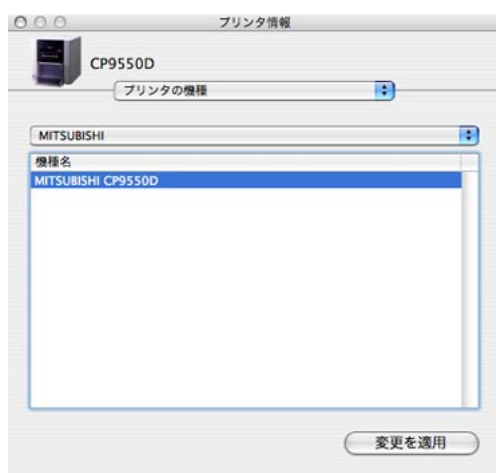 プリンタ情報
CP9550D
プリンタの機種
MITSUBISHI
機種名
MITSUBISHI CP9550D
変更を適用